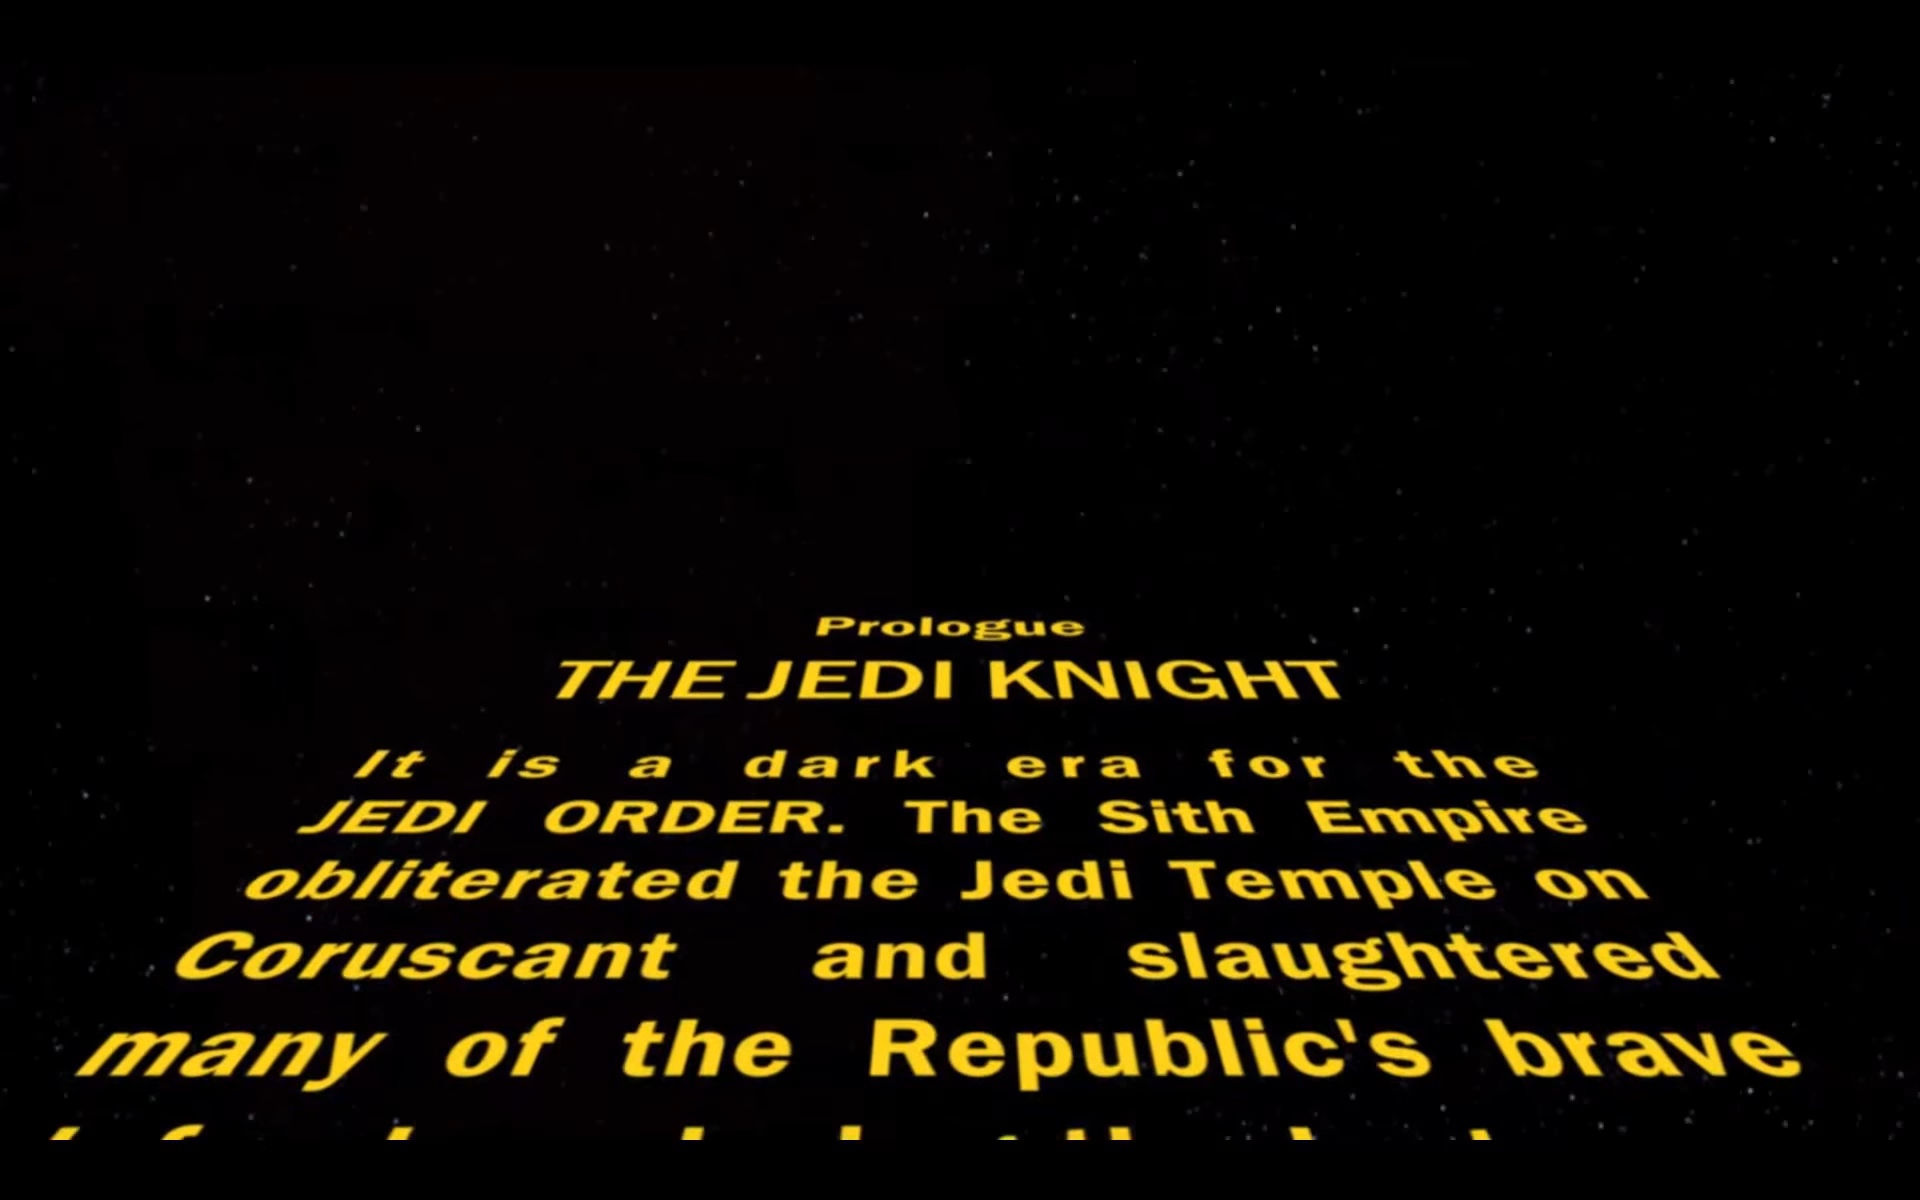 Prologue
THE JEDI KNIGHT
It is a dark era for the
JEDI ORDER. The Sith Empire
obliterated the Jedi Temple on
Coruscant and slaughtered
many of the Republic's brave